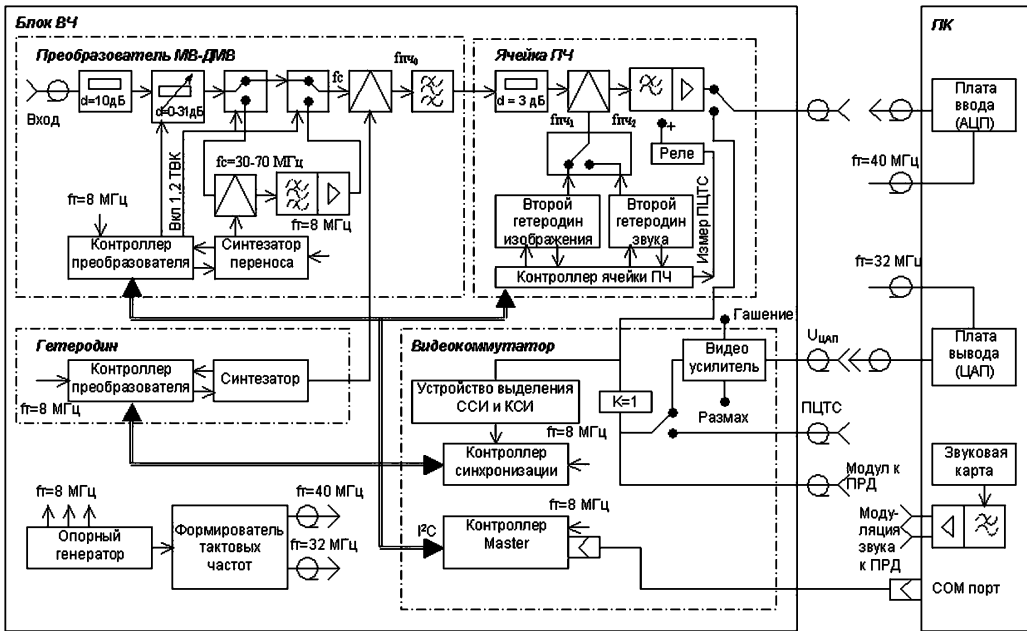 Блок ВЧ
Преобразователь МВ-ДМВ
Вход
d=10дБ
d=0-31дБ
fс
fпч₀
fс=30-70 МГц
fт=8 МГц
Вкл 1,2 ТВК
fт=8 МГц
Контроллер
преобразователя
Синтезатор
переноса
Ячейка ПЧ
d = 3 дБ
fпч₁
fпч₂
+
Реле
Второй
гетеродин
изображения
Второй
гетеродин
звука
Измер ПЦТС
Контроллер ячейки ПЧ
ПК
Плата
ввода
(АЦП)
fт=40 МГц
fт=32 МГц
Плата
вывода
(ЦАП)
Uцап
Гетеродин
Контроллер
преобразователя
Синтезатор
fт=8 МГц
Видеокоммутатор
Гашение
Видео
усилитель
Размах
Устройство выделения
ССИ и КСИ
K=1
fт=8 МГц
Контроллер
синхронизации
ПЦТС
Модул к
ПРД
Звуковая
карта
Моду-
ляция
звука
к ПРД
fт=8 МГц
Опорный
генератор
Формирователь
тактовых
частот
fт=40 МГц
fт=32 МГц
I²C
Контроллер
Master
fт=8 МГц
COM порт